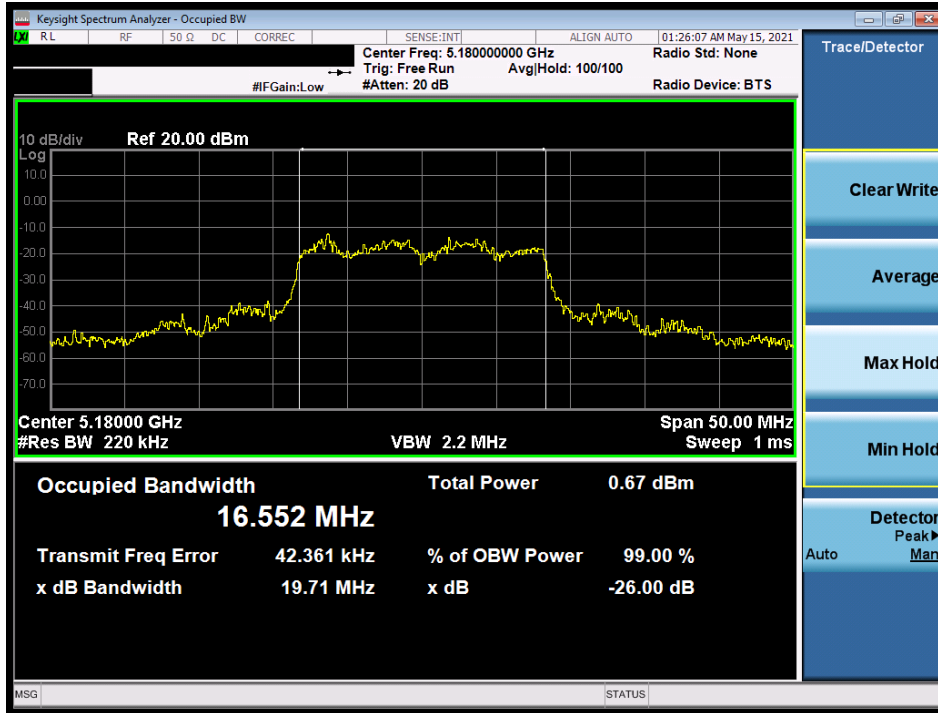 Keysight Spectrum Analyzer - Occupied BW
LXI RL RF 50 Ω DC CORREC SENSE:INT ALIGN AUTO 01:26:07 AM May 15, 2021
Center Freq: 5.180000000 GHz Radio Std: None
Trig: Free Run Avg|Hold: 100/100
#IFGain:Low #Atten: 20 dB Radio Device: BTS
Trace/Detector
10 dB/div Ref 20.00 dBm
Log
10.0
0.00
-10.0
-20.0
-30.0
-40.0
-50.0
-60.0
-70.0
Center 5.18000 GHz Span 50.00 MHz
#Res BW 220 kHz VBW 2.2 MHz Sweep 1 ms
Occupied Bandwidth Total Power 0.67 dBm
16.552 MHz
Transmit Freq Error 42.361 kHz % of OBW Power 99.00 %
x dB Bandwidth 19.71 MHz x dB -26.00 dB
Clear Write
Average
Max Hold
Min Hold
Detector
Peak▶
Auto Man
MSG STATUS